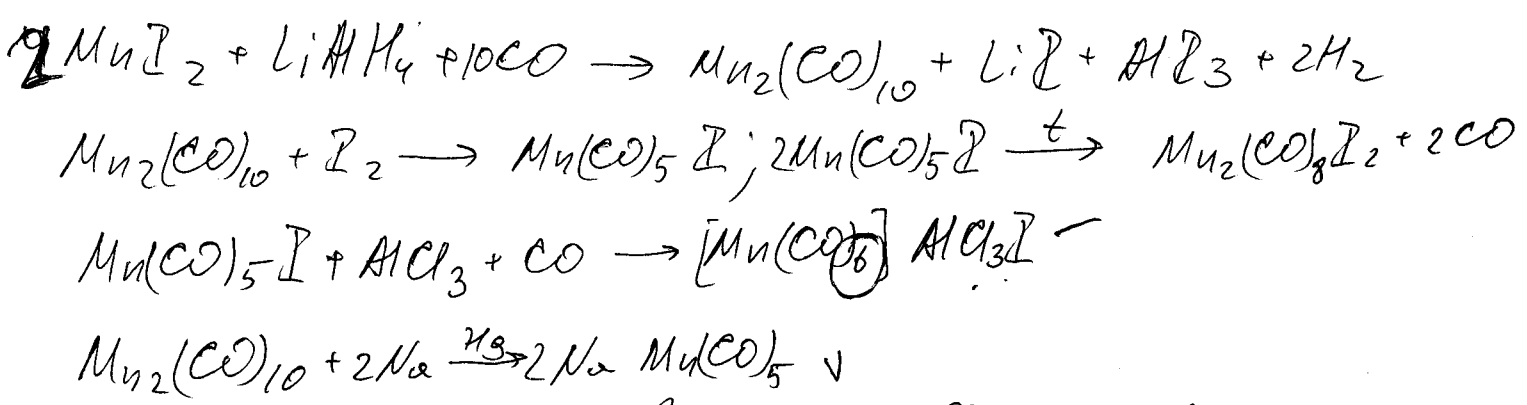 2MnI₂ + LiAlH₄ + 10CO → Mn₂(CO)₁₀ + LiI + AlI₃ + 2H₂
Mn₂(CO)₁₀ + I₂ → Mn(CO)₅I; 2Mn(CO)₅I →ᵗ Mn₂(CO)₈I₂ + 2CO
Mn(CO)₅I + AlCl₃ + CO → [Mn(CO)₆] AlCl₃I –
Mn₂(CO)₁₀ + 2Na →ᴴᵍ 2Na Mn(CO)₅ v